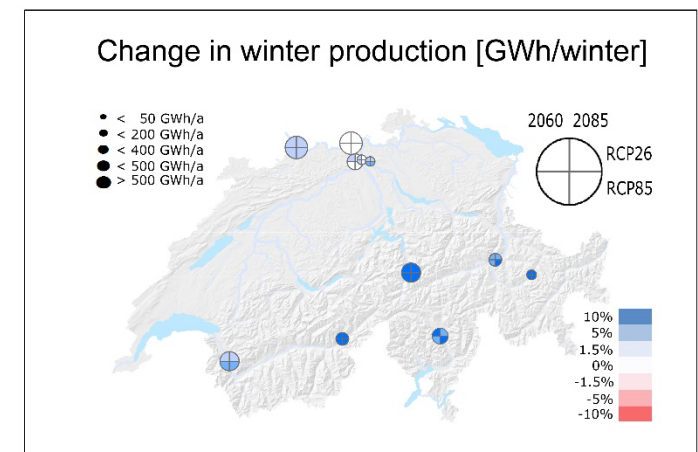 Change in winter production [GWh/winter]
< 50 GWh/a
< 200 GWh/a
< 400 GWh/a
< 500 GWh/a
> 500 GWh/a
2060 2085
RCP26
RCP85
10%
5%
1.5%
0%
-1.5%
-5%
-10%